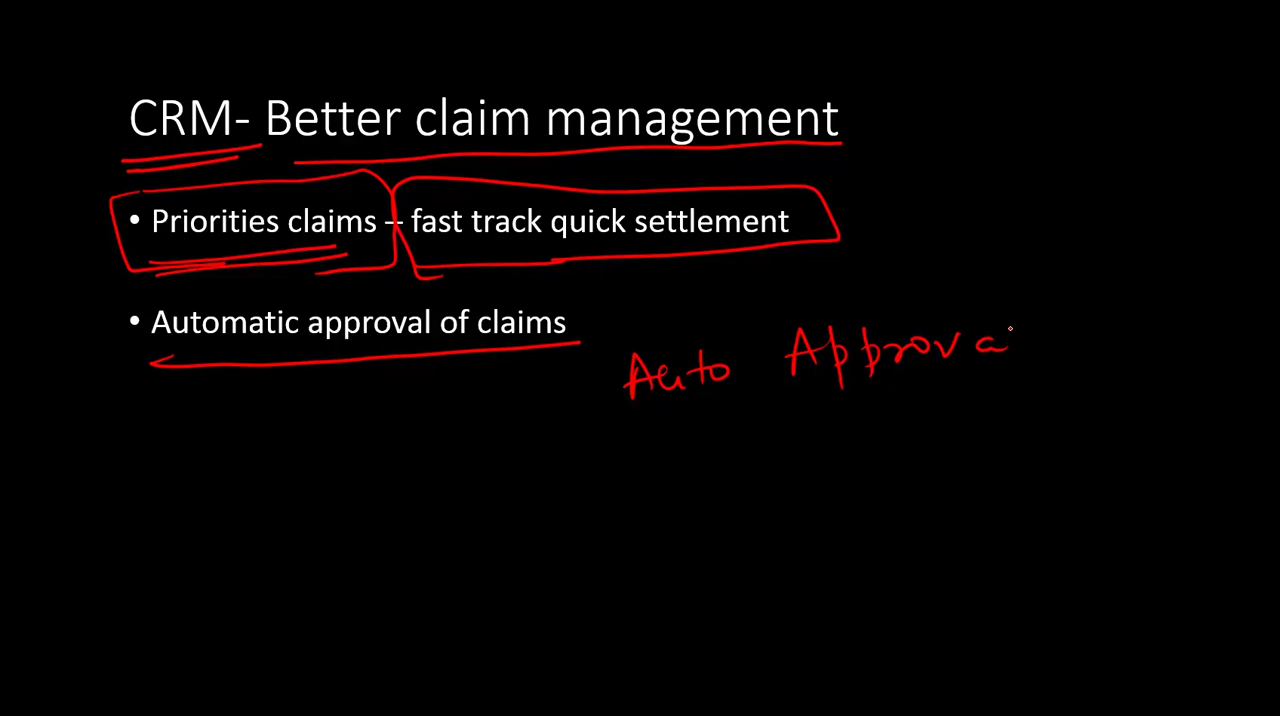 CRM- Better claim management
• Priorities claims – fast track quick settlement
• Automatic approval of claims
Auto Approva